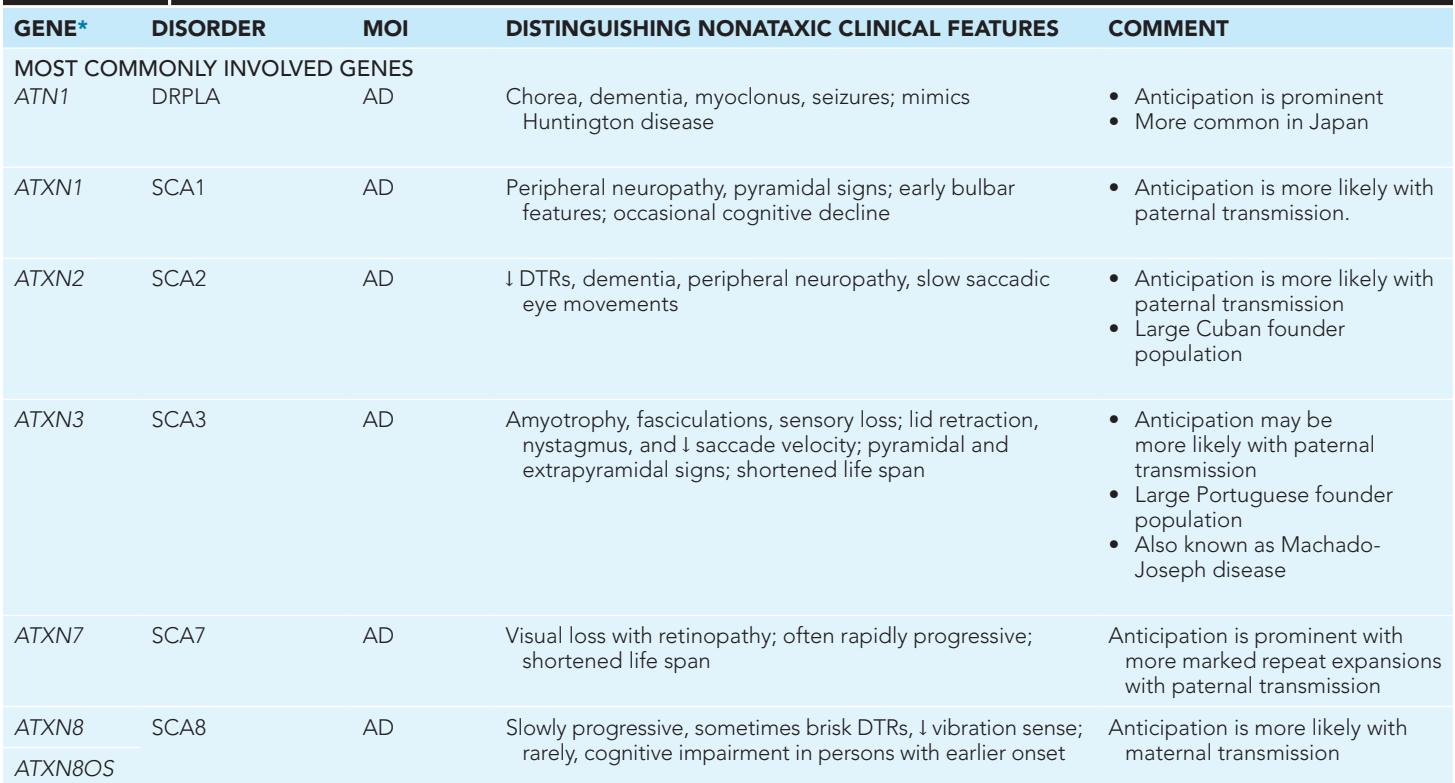 GENE* DISORDER MOI DISTINGUISHING NONATAXIC CLINICAL FEATURES COMMENT
MOST COMMONLY INVOLVED GENES
ATN1 DRPLA AD Chorea, dementia, myoclonus, seizures; mimics • Anticipation is prominent
Huntington disease • More common in Japan
ATXN1 SCA1 AD Peripheral neuropathy, pyramidal signs; early bulbar • Anticipation is more likely with
features; occasional cognitive decline paternal transmission.
ATXN2 SCA2 AD ↓ DTRs, dementia, peripheral neuropathy, slow saccadic • Anticipation is more likely with
eye movements paternal transmission
• Large Cuban founder
population
ATXN3 SCA3 AD Amyotrophy, fasciculations, sensory loss; lid retraction, • Anticipation may be
nystagmus, and ↓ saccade velocity; pyramidal and more likely with paternal
extrapyramidal signs; shortened life span transmission
• Large Portuguese founder
population
• Also known as Machado-
Joseph disease
ATXN7 SCA7 AD Visual loss with retinopathy; often rapidly progressive; Anticipation is prominent with
shortened life span more marked repeat expansions
with paternal transmission
ATXN8 SCA8 AD Slowly progressive, sometimes brisk DTRs, ↓ vibration sense; Anticipation is more likely with
rarely, cognitive impairment in persons with earlier onset maternal transmission
ATXN8OS